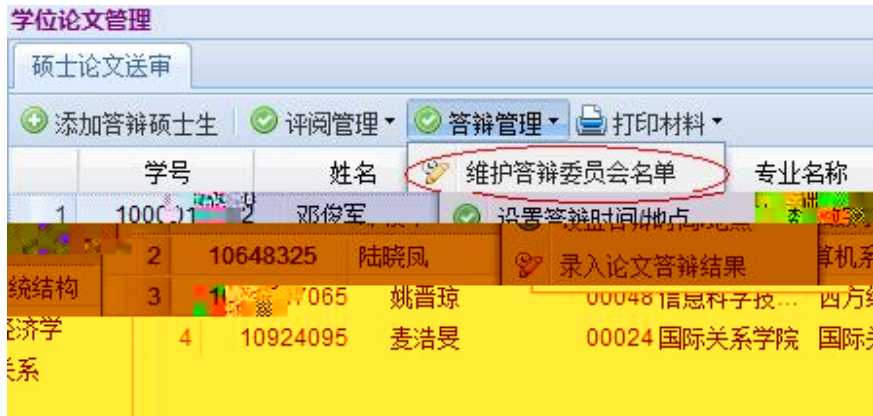 学位论文管理
硕士论文送审
添加答辩硕士生 评阅管理 答辩管理 打印材料
学号 姓名 维护答辩委员会名单 专业名称
1 邓俊军 设置答辩时间/地点
2 10648325 陆晓凤 录入论文答辩结果 算机系
统结构 3 7065 姚晋琼 00048 信息科学技...
经济学 4 10924095 麦浩旻 00024 国际关系学院 国际关
系